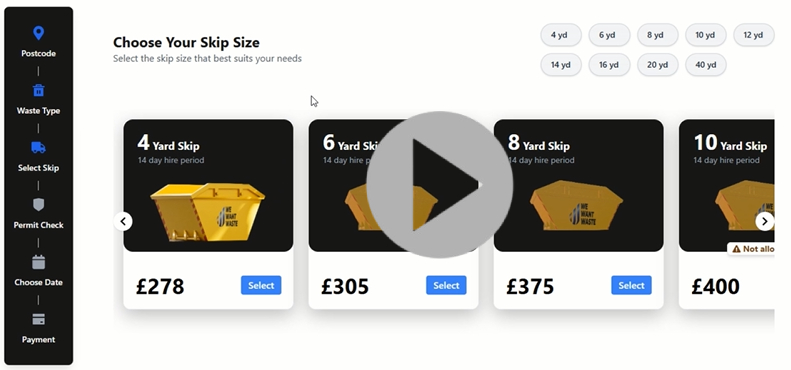 Postcode
Waste Type
Select Skip
Permit Check
Choose Date
Payment
Choose Your Skip Size
Select the skip size that best suits your needs
4 yd
6 yd
8 yd
10 yd
12 yd
14 yd
16 yd
20 yd
40 yd
4 Yard Skip
14 day hire period
WE WANT WASTE
£278
Select
6 Yard Skip
14 day hire
£305
Select
8 Yard Skip
14 day hire period
WE WANT WASTE
£375
Select
10 Yard Skip
14 day hire period
Not allo
£400